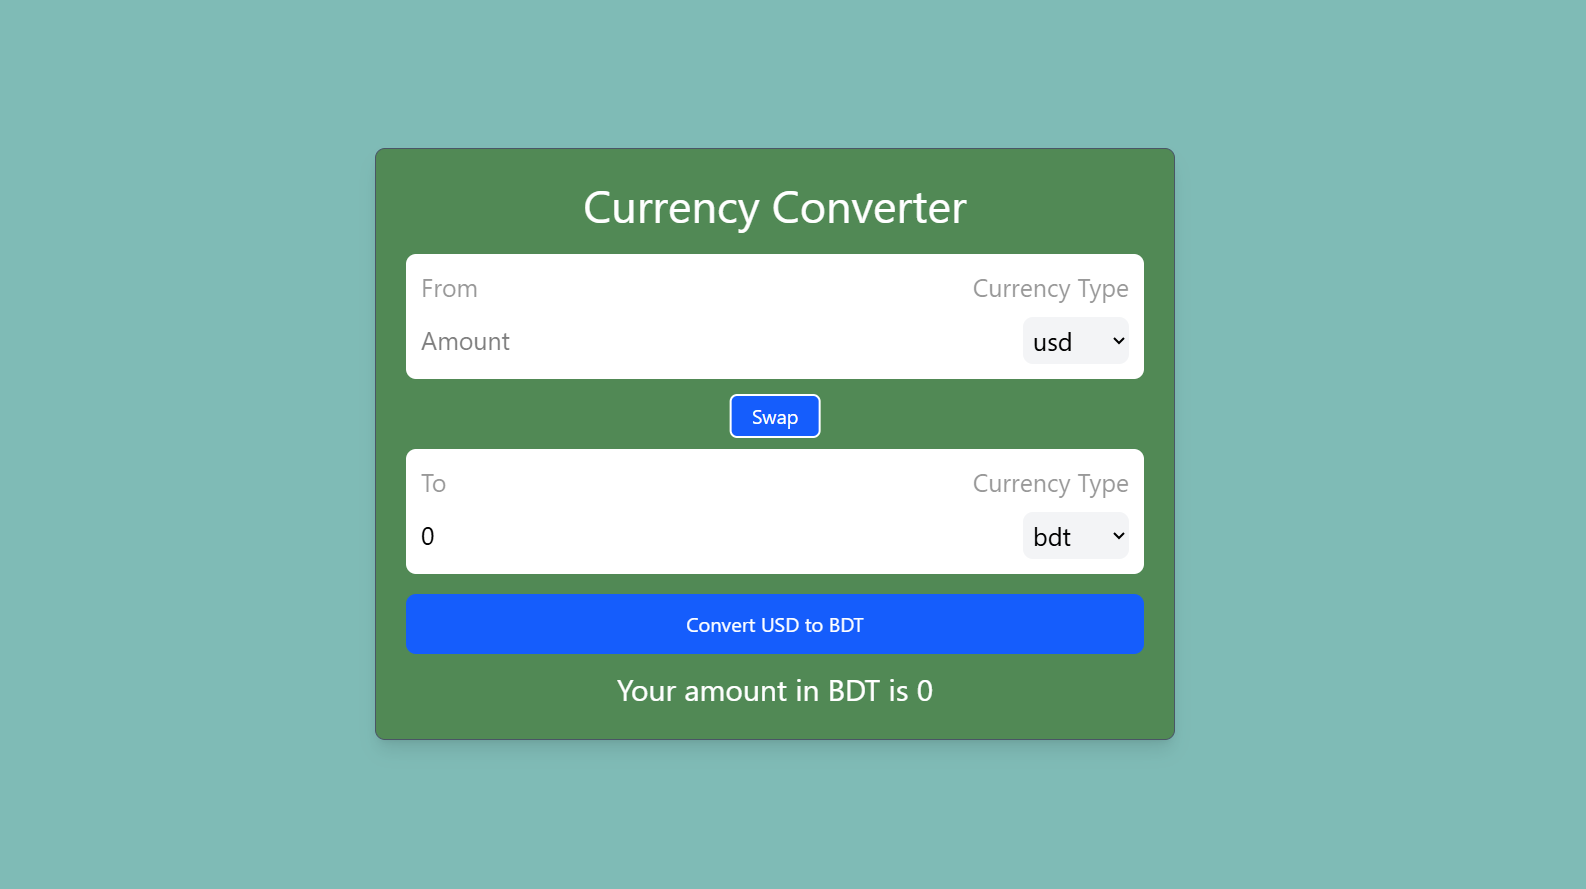 Currency Converter
From Currency Type
Amount usd
Swap
To Currency Type
0 bdt
Convert USD to BDT
Your amount in BDT is 0